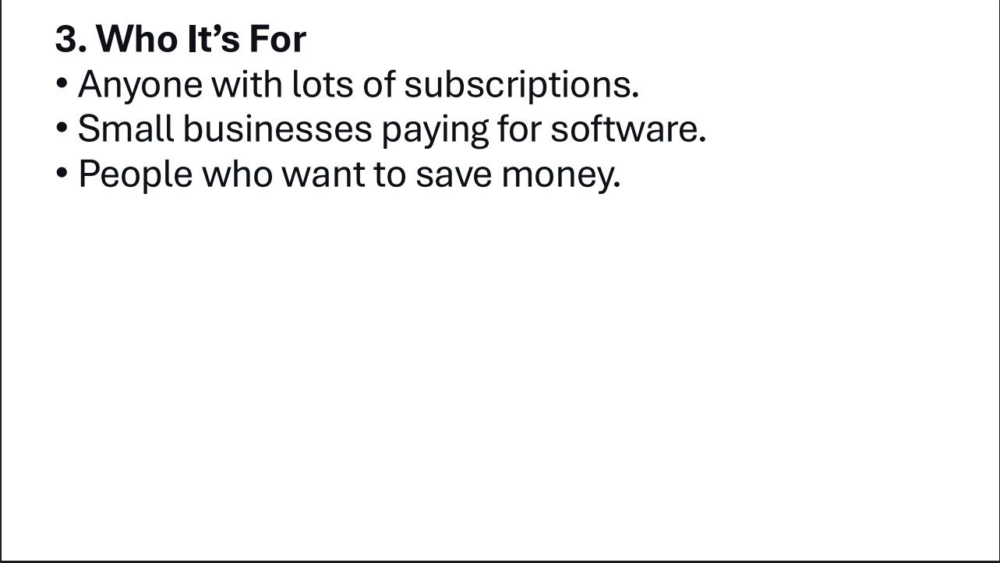 3. Who It’s For
• Anyone with lots of subscriptions.
• Small businesses paying for software.
• People who want to save money.